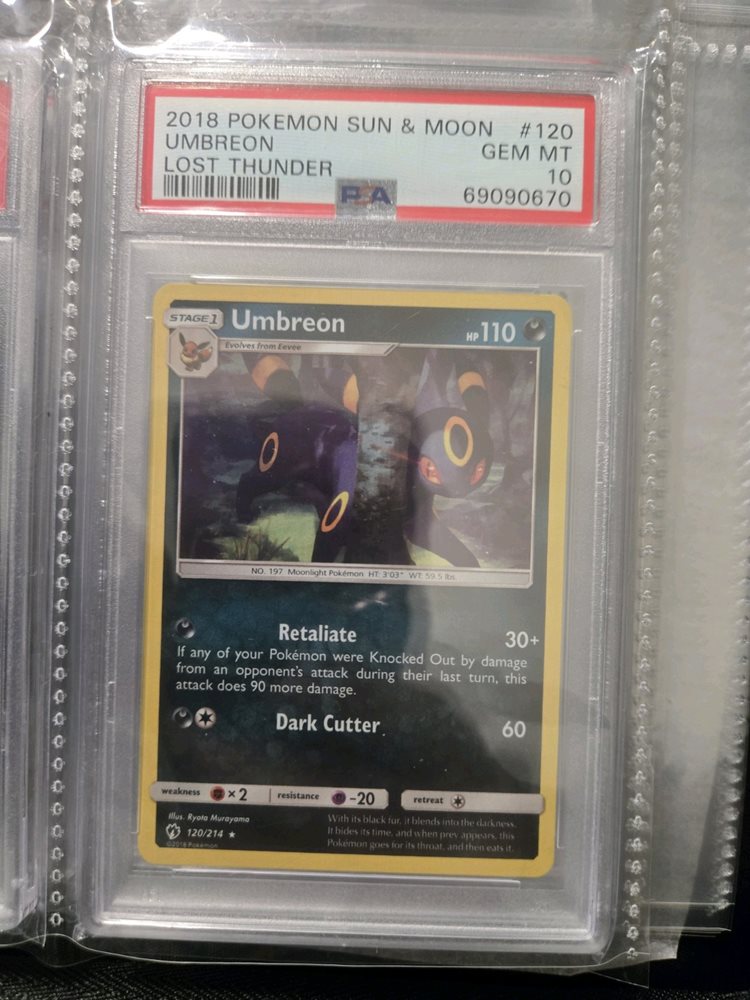 2018 POKEMON SUN & MOON #120
UMBREON GEM MT
LOST THUNDER 10
PSA 69090670
STAGE 1 Umbreon HP 110
Evolves from Eevee
NO. 197 Moonlight Pokémon HT: 3'03" WT: 59.5 lbs.
Retaliate 30+
If any of your Pokémon were Knocked Out by damage
from an opponent's attack during their last turn, this
attack does 90 more damage.
Dark Cutter 60
weakness ×2 resistance -20 retreat
Illus. Ryota Murayama
120/214 ★
©2018 Pokémon
With its black fur, it blends into the darkness.
It bides its time, and when prey appears, this
Pokémon goes for its throat, and then eats it.